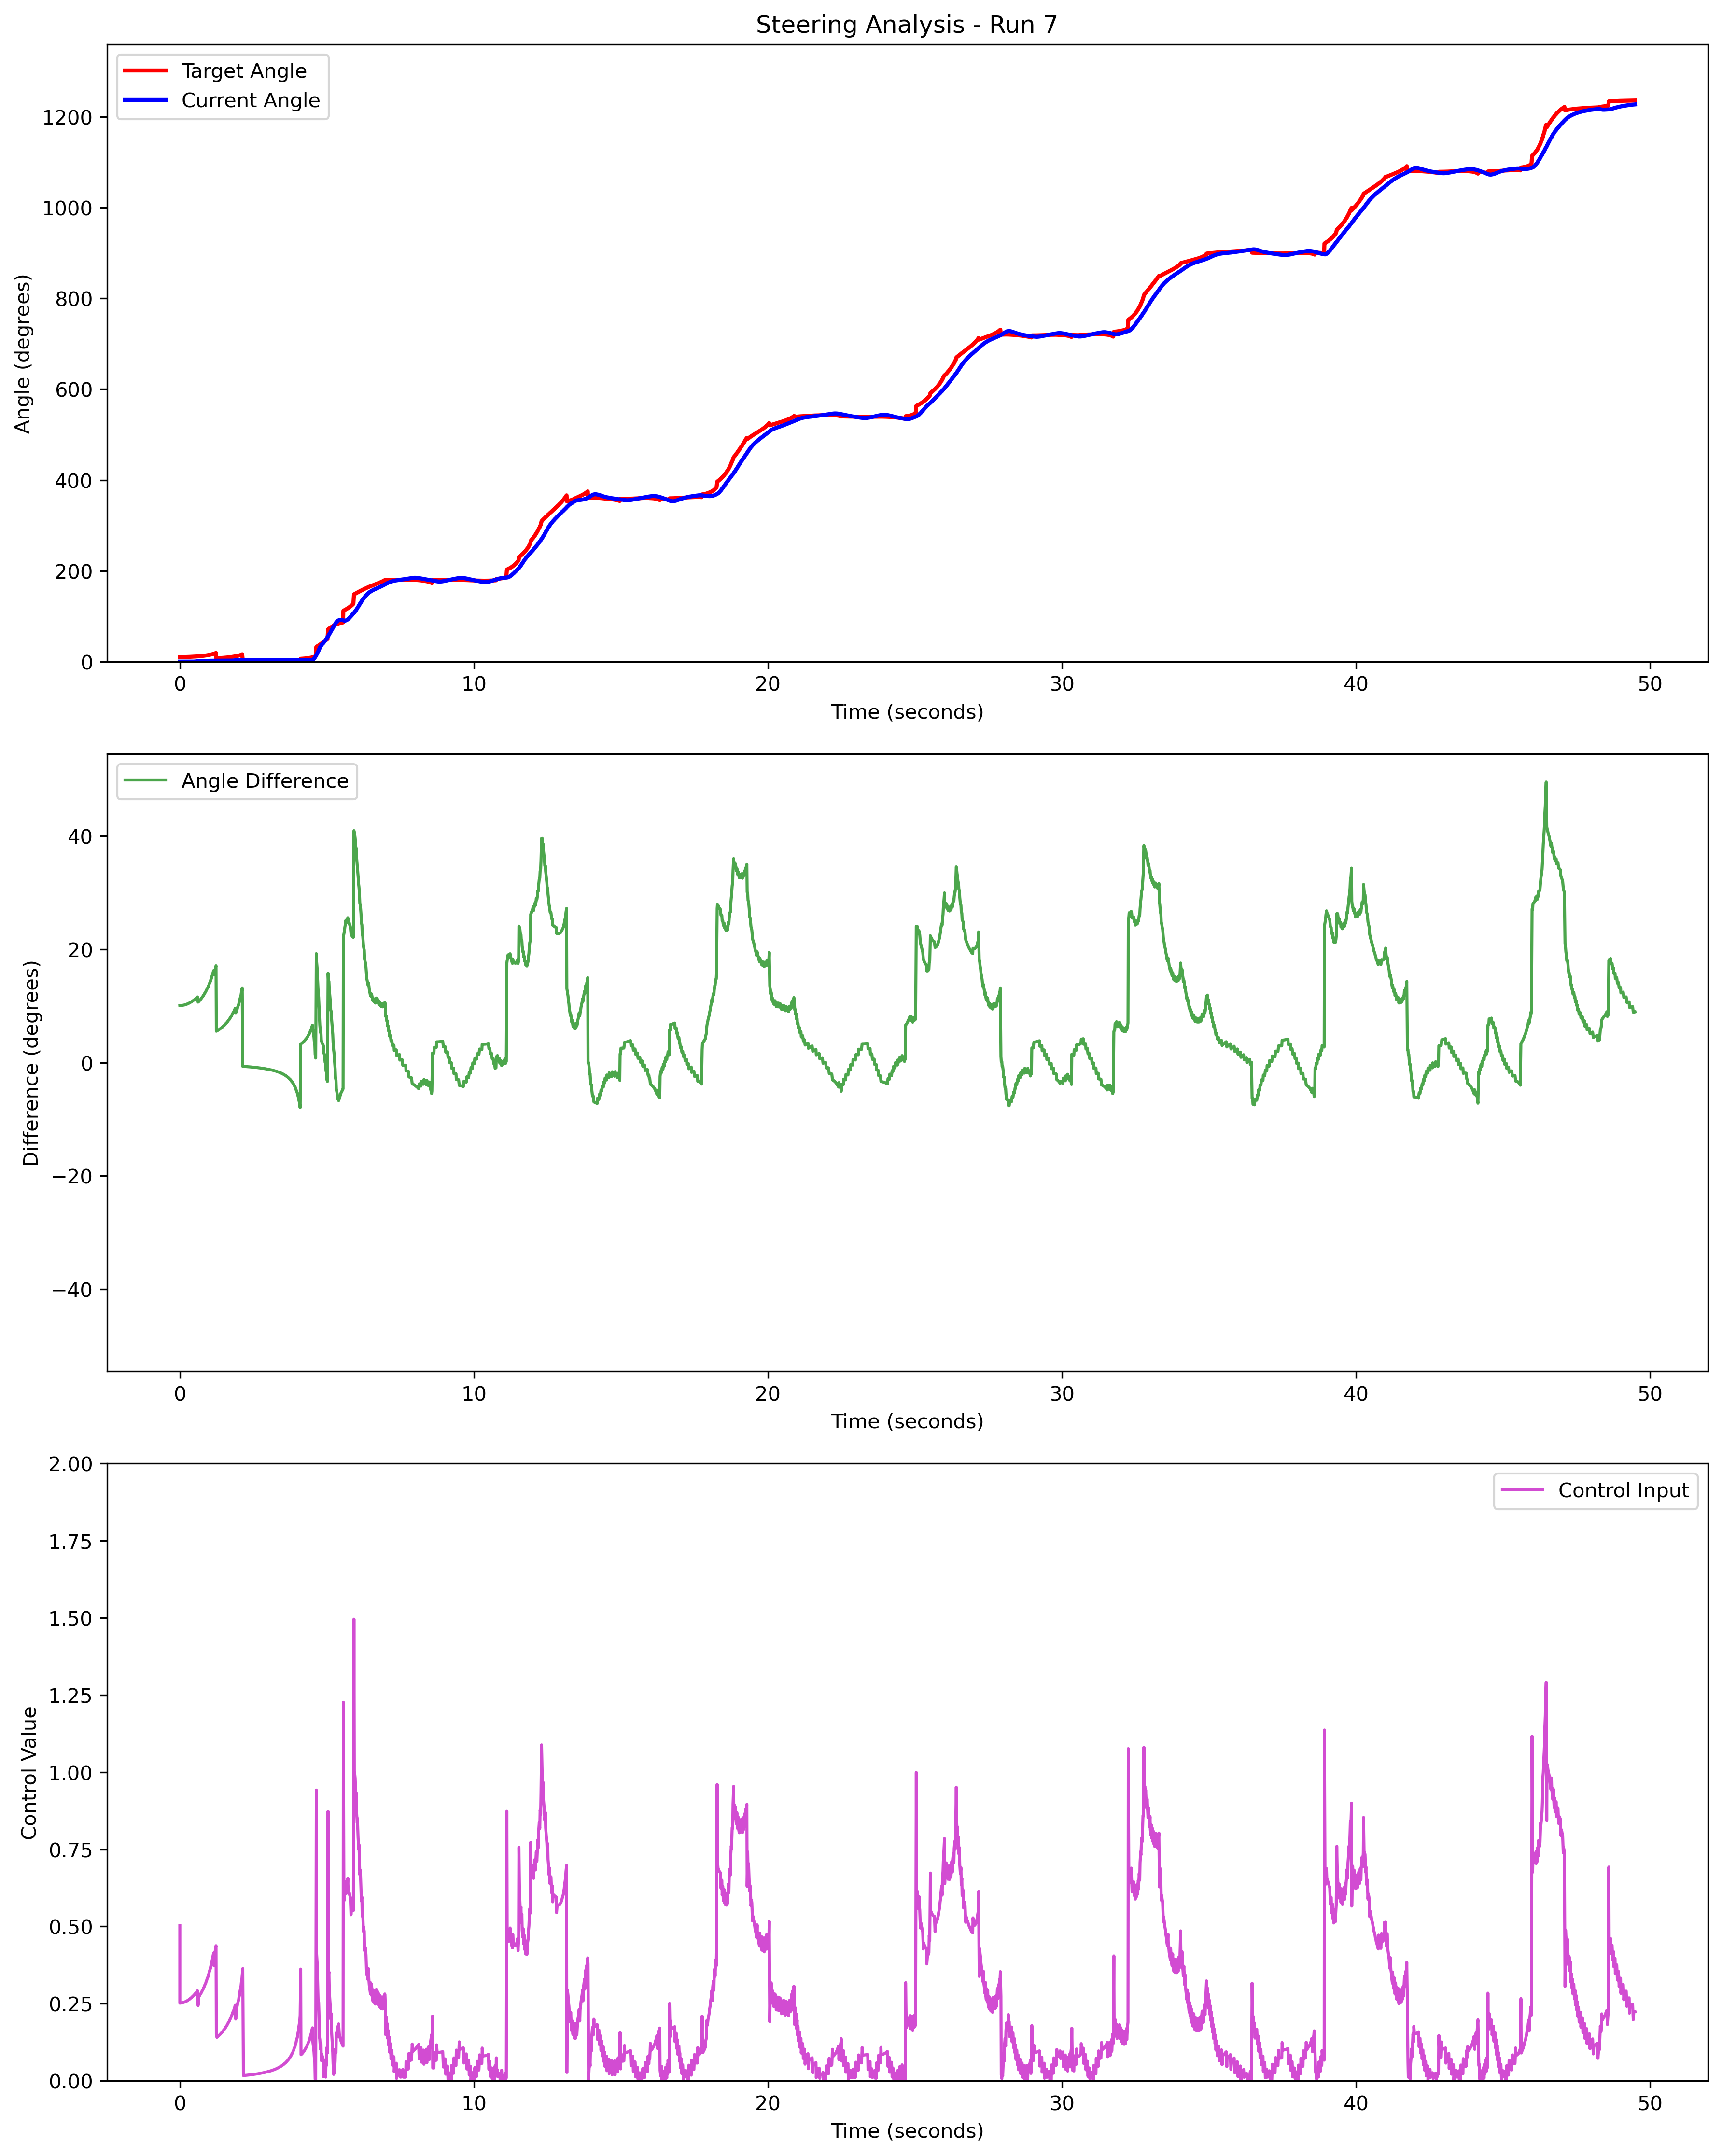 Steering Analysis - Run 7
Target Angle
Current Angle
Angle (degrees)
1200
1000
800
600
400
200
0
0 10 20 30 40 50
Time (seconds)
Angle Difference
Difference (degrees)
40
20
0
−20
−40
0 10 20 30 40 50
Time (seconds)
Control Input
Control Value
2.00
1.75
1.50
1.25
1.00
0.75
0.50
0.25
0.00
0 10 20 30 40 50
Time (seconds)